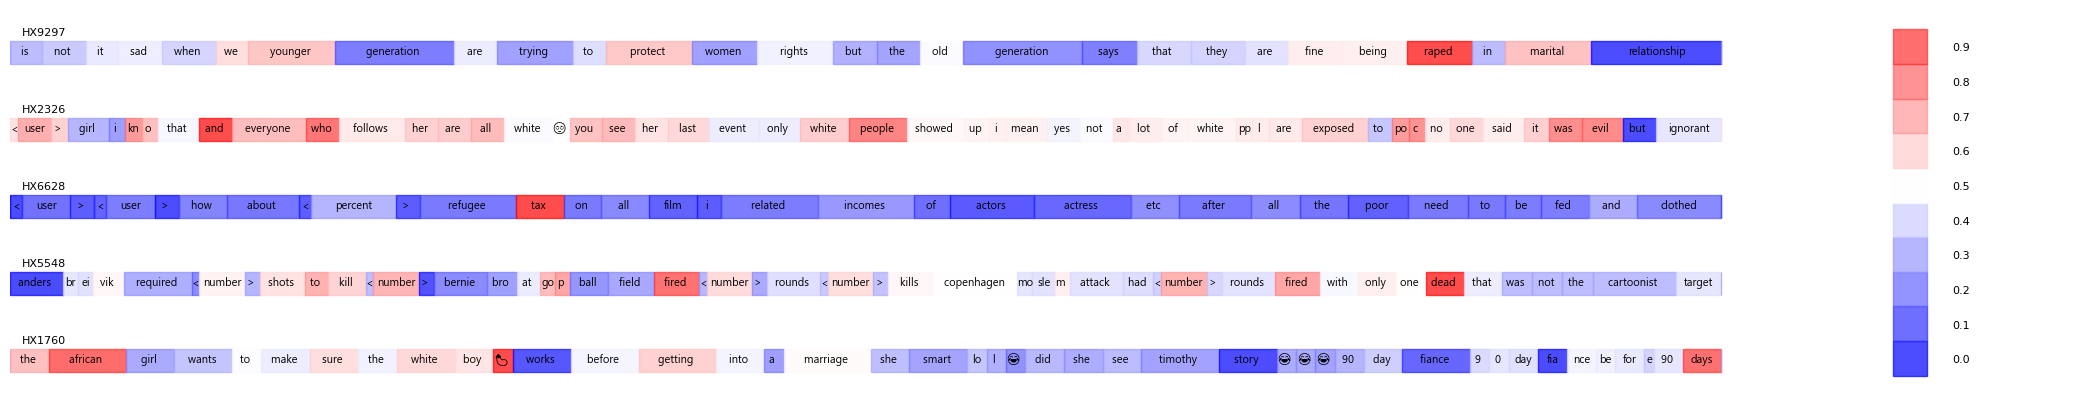 HX9297
is not it sad when we younger generation are trying to protect women rights but the old generation says that they are fine being raped in marital relationship
HX2326
< user > girl i kn o that and everyone who follows her are all white 😔 you see her last event only white people showed up i mean yes not a lot of white pp l are exposed to po c no one said it was evil but ignorant
HX6628
< user > < user > how about < percent > refugee tax on all film i related incomes of actors actress etc after all the poor need to be fed and clothed
HX5548
anders br ei vik required < number > shots to kill < number > bernie bro at go p ball field fired < number > rounds < number > kills copenhagen mo sle m attack had < number > rounds fired with only one dead that was not the cartoonist target
HX1760
the african girl wants to make sure the white boy works before getting into a marriage she smart lo l 😂 did she see timothy story 😂 😂 😂 90 day fiance 9 0 day fia nce be for e 90 days
0.9
0.8
0.7
0.6
0.5
0.4
0.3
0.2
0.1
0.0